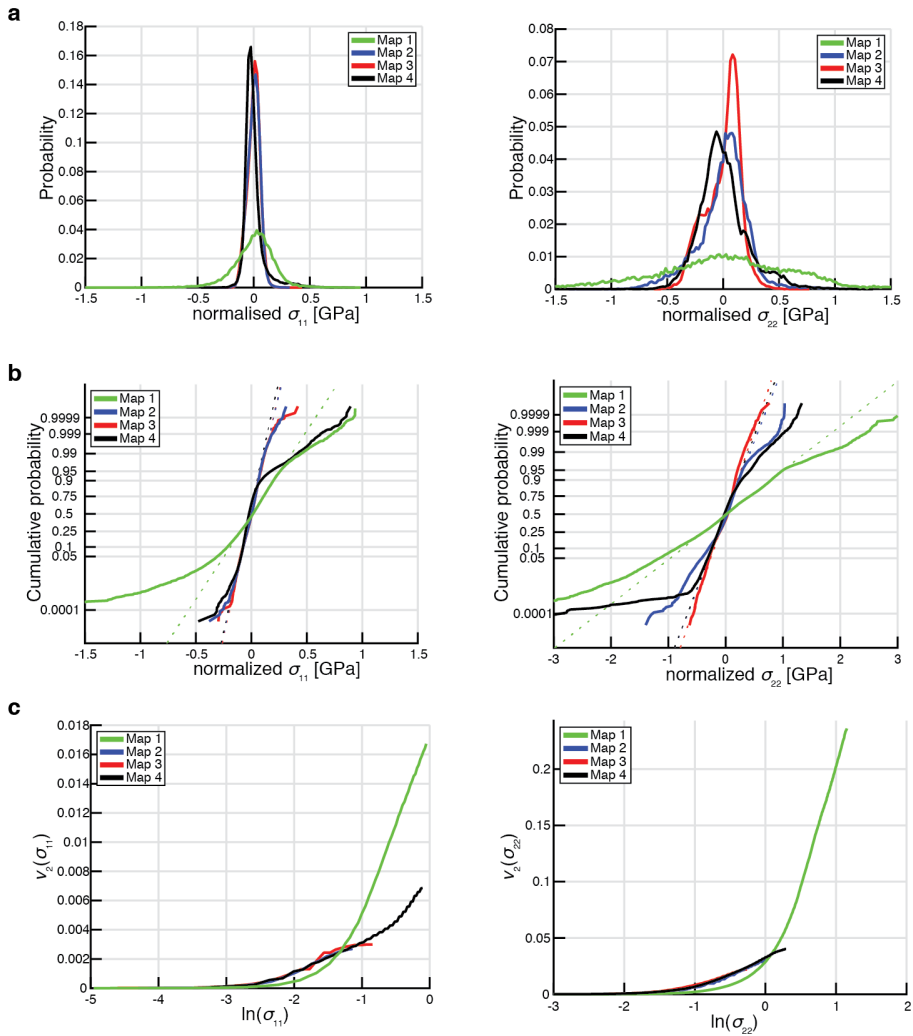 a
0.18
0.16
0.14
0.12
0.10
0.08
0.06
0.04
0.02
0
Probability
Map 1
Map 2
Map 3
Map 4
-1.5
-1
-0.5
0
0.5
1
1.5
normalised σ11 [GPa]
0.08
0.07
0.06
0.05
0.04
0.03
0.02
0.01
0
Probability
Map 1
Map 2
Map 3
Map 4
-1.5
-1
-0.5
0
0.5
1
1.5
normalised σ22 [GPa]
b
0.9999
0.999
0.99
0.95
0.9
0.75
0.5
0.25
0.1
0.05
0.0001
Cumulative probability
Map 1
Map 2
Map 3
Map 4
-1.5
-1
-0.5
0
0.5
1
1.5
normalized σ11 [GPa]
0.9999
0.999
0.99
0.95
0.9
0.75
0.5
0.25
0.1
0.05
0.0001
Cumulative probability
Map 1
Map 2
Map 3
Map 4
-3
-2
-1
0
1
2
3
normalized σ22 [GPa]
c
0.018
0.016
0.014
0.012
0.01
0.008
0.006
0.004
0.002
0
ν2(σ11)
Map 1
Map 2
Map 3
Map 4
-5
-4
-3
-2
-1
0
ln(σ11)
0.2
0.15
0.1
0.05
0
ν2(σ22)
Map 1
Map 2
Map 3
Map 4
-3
-2
-1
0
1
2
ln(σ22)